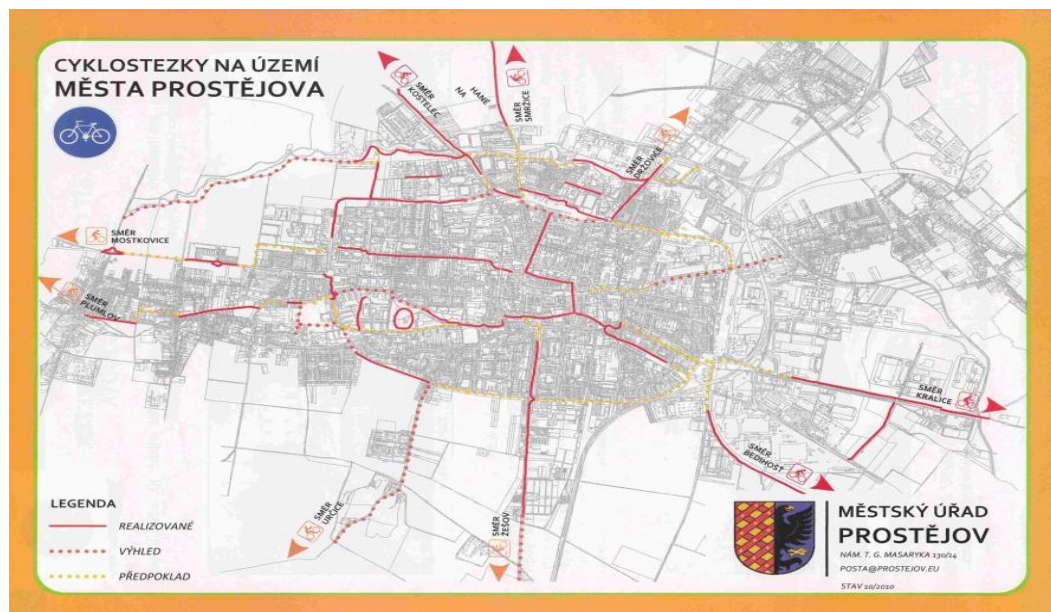 CYKLOSTEZKY NA ÚZEMÍ
MĚSTA PROSTĚJOVA
SMĚR
KOSTELEC
NA
HANÉ
SMĚR
SMRŽICE
SMĚR
DRŽOVICE
SMĚR
MOSTKOVICE
SMĚR
PLUMLOV
SMĚR
KRALICE
SMĚR
BEDIHOŠŤ
SMĚR
URČICE
SMĚR
ŽEŠOV
LEGENDA
REALIZOVANÉ
VÝHLED
PŘEDPOKLAD
MĚSTSKÝ ÚŘAD
PROSTĚJOV
NÁM. T. G. MASARYKA 130/14
POSTA@PROSTEJOV.EU
STAV 10/2010